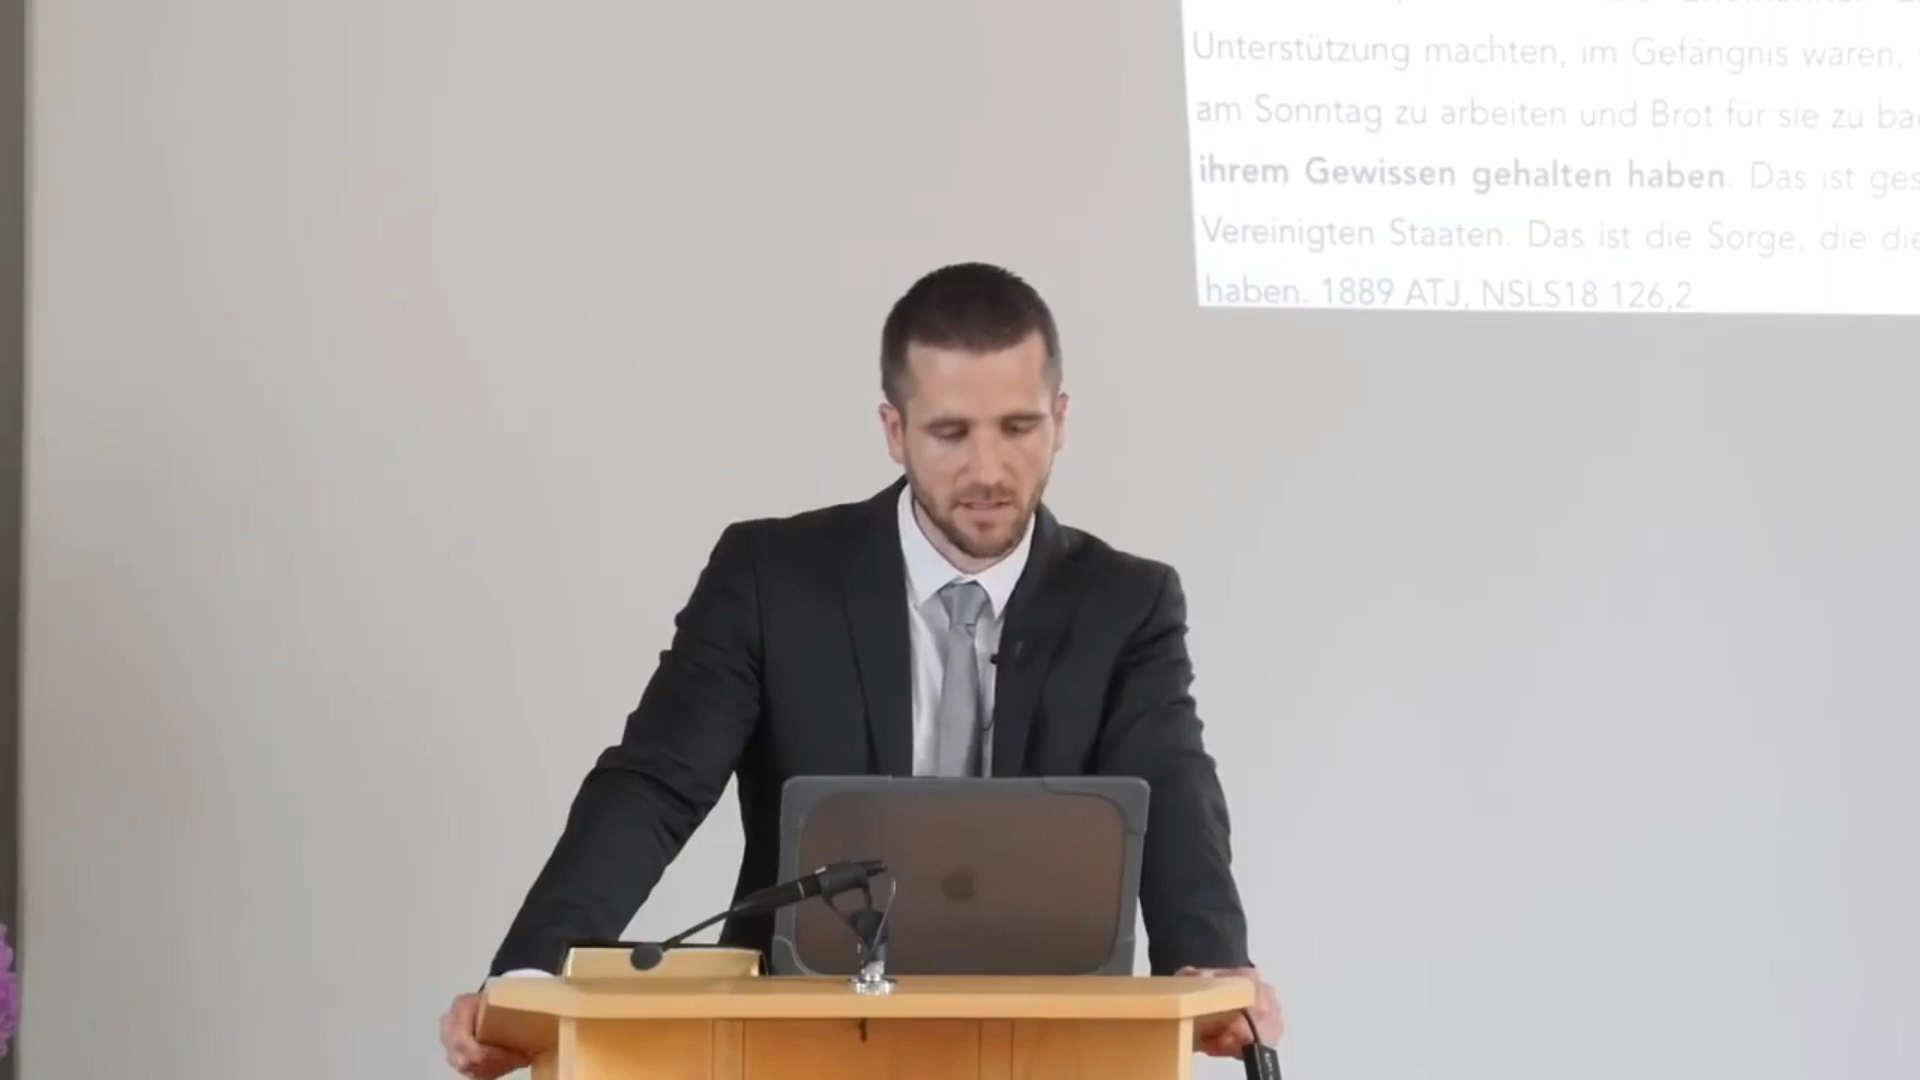 Unterstützung machten, im Gefängnis waren,
am Sonntag zu arbeiten und Brot für sie zu
ihrem Gewissen gehalten haben. Das ist
Vereinigten Staaten. Das ist die Sorge, die
haben. 1889 ATJ, NSLS18 126,2